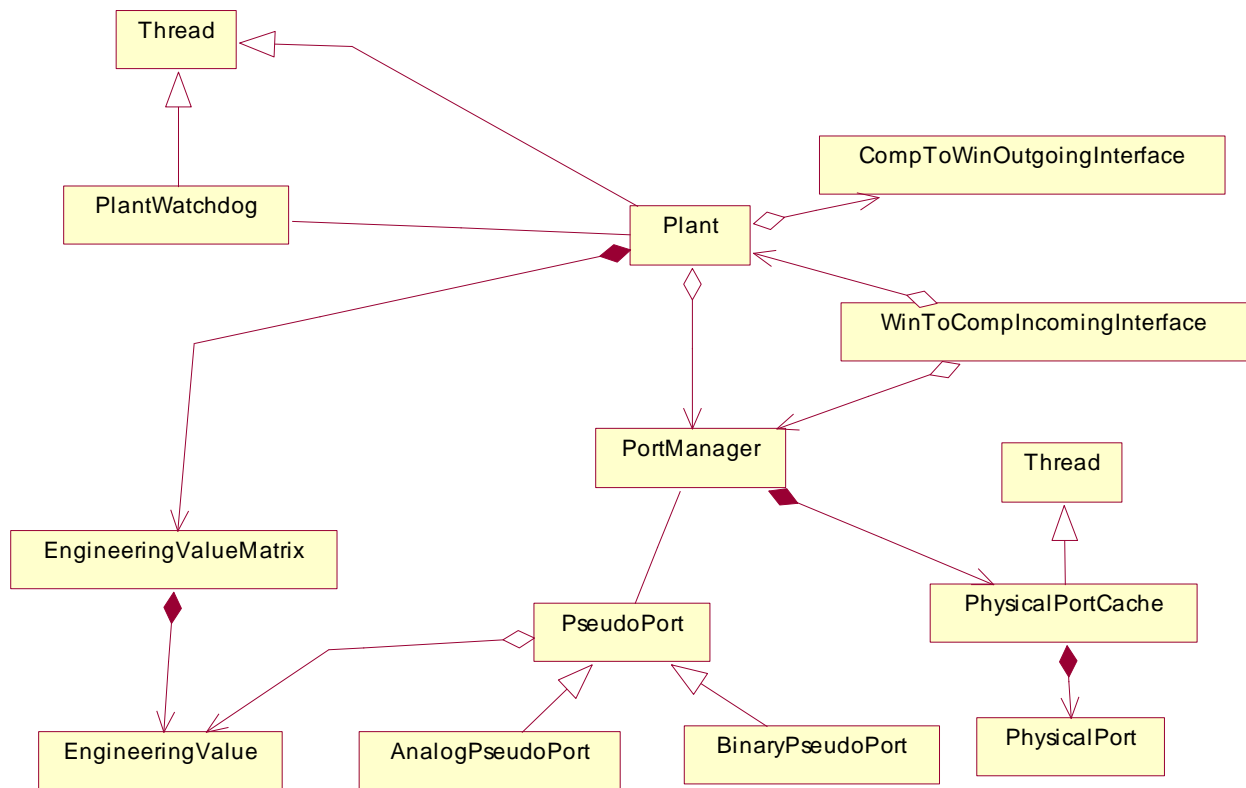 Thread
CompToWinOutgoingInterface
PlantWatchdog
Plant
WinToCompIncomingInterface
PortManager
Thread
EngineeringValueMatrix
PhysicalPortCache
PseudoPort
EngineeringValue
AnalogPseudoPort
BinaryPseudoPort
PhysicalPort